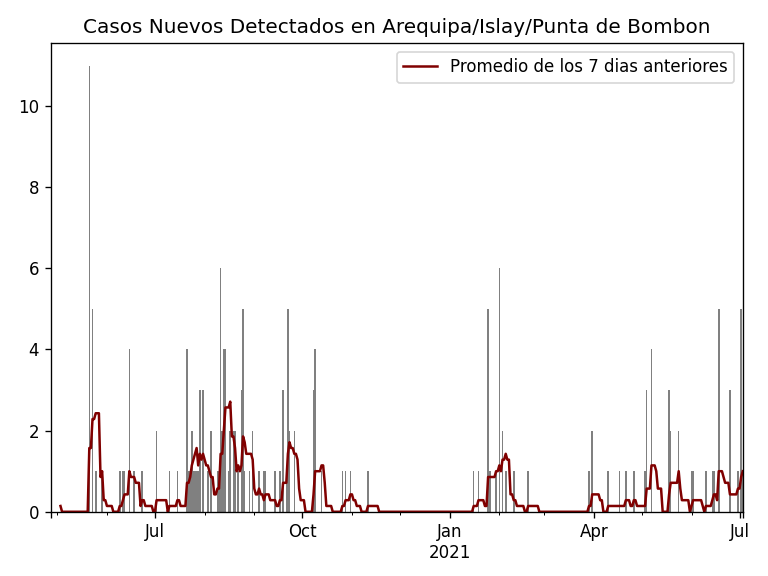 Casos Nuevos Detectados en Arequipa/Islay/Punta de Bombon
Promedio de los 7 dias anteriores
10
8
6
4
2
0
Jul
Oct
Jan
Apr
Jul
2021